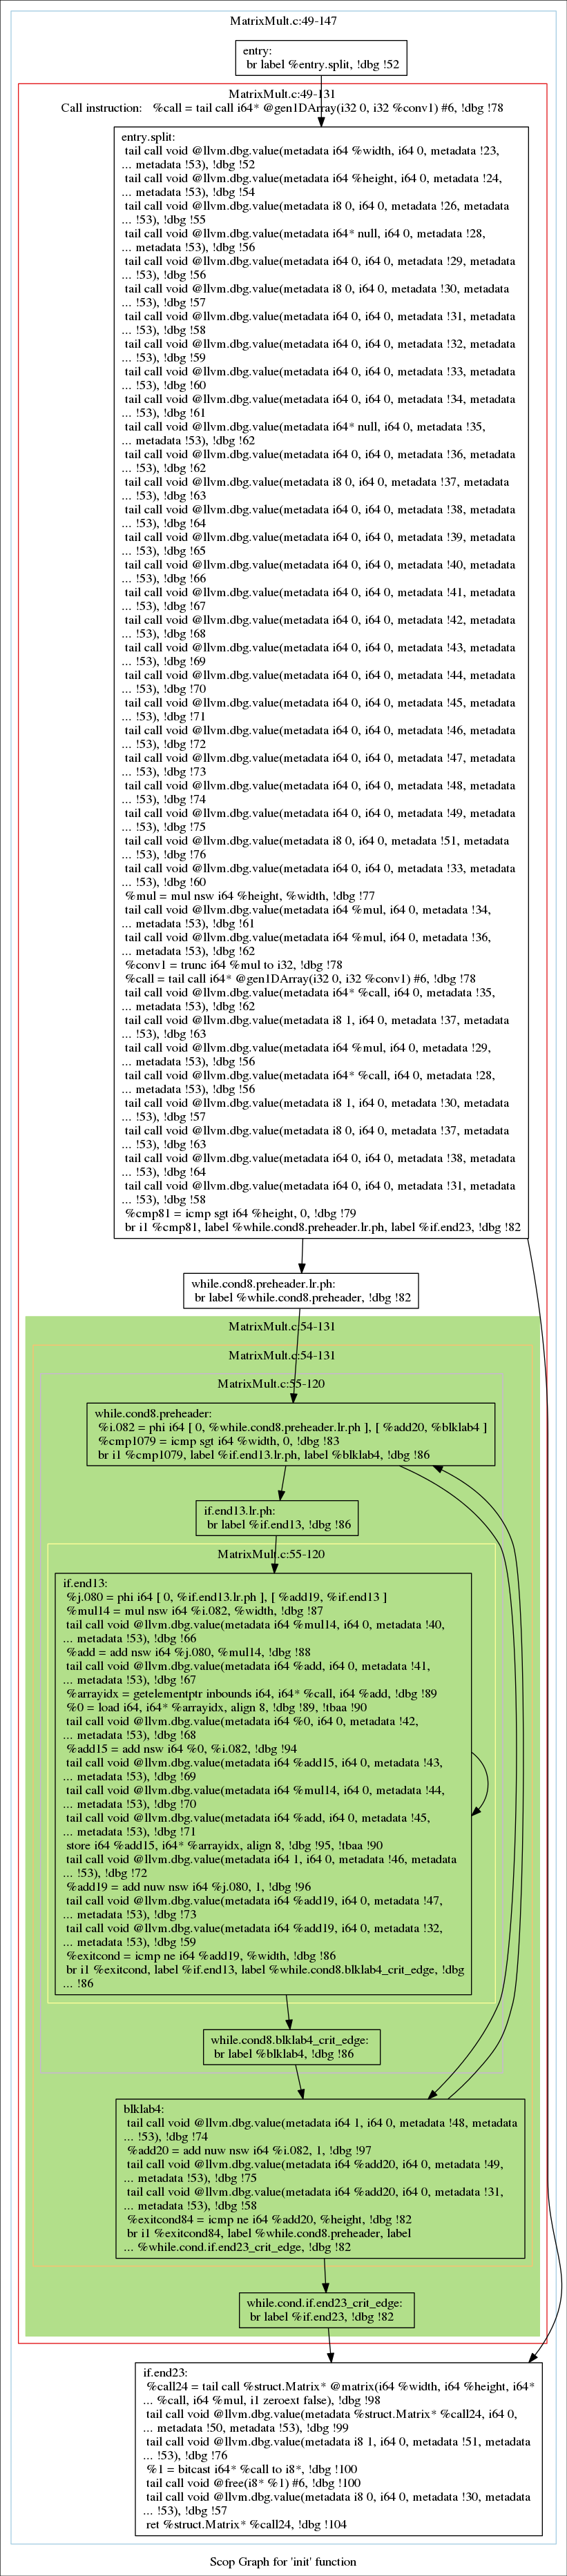 MatrixMult.c:49-147
entry:
br label %entry.split, !dbg !52
MatrixMult.c:49-131
Call instruction:   %call = tail call i64* @gen1DArray(i32 0, i32 %conv1) #6, !dbg !78
entry.split:
tail call void @llvm.dbg.value(metadata i64 %width, i64 0, metadata !23,
... metadata !53), !dbg !52
tail call void @llvm.dbg.value(metadata i64 %height, i64 0, metadata !24,
... metadata !53), !dbg !54
tail call void @llvm.dbg.value(metadata i8 0, i64 0, metadata !26, metadata
... !53), !dbg !55
tail call void @llvm.dbg.value(metadata i64* null, i64 0, metadata !28,
... metadata !53), !dbg !56
tail call void @llvm.dbg.value(metadata i64 0, i64 0, metadata !29, metadata
... !53), !dbg !56
tail call void @llvm.dbg.value(metadata i8 0, i64 0, metadata !30, metadata
... !53), !dbg !57
tail call void @llvm.dbg.value(metadata i64 0, i64 0, metadata !31, metadata
... !53), !dbg !58
tail call void @llvm.dbg.value(metadata i64 0, i64 0, metadata !32, metadata
... !53), !dbg !59
tail call void @llvm.dbg.value(metadata i64 0, i64 0, metadata !33, metadata
... !53), !dbg !60
tail call void @llvm.dbg.value(metadata i64 0, i64 0, metadata !34, metadata
... !53), !dbg !61
tail call void @llvm.dbg.value(metadata i64* null, i64 0, metadata !35,
... metadata !53), !dbg !62
tail call void @llvm.dbg.value(metadata i64 0, i64 0, metadata !36, metadata
... !53), !dbg !62
tail call void @llvm.dbg.value(metadata i8 0, i64 0, metadata !37, metadata
... !53), !dbg !63
tail call void @llvm.dbg.value(metadata i64 0, i64 0, metadata !38, metadata
... !53), !dbg !64
tail call void @llvm.dbg.value(metadata i64 0, i64 0, metadata !39, metadata
... !53), !dbg !65
tail call void @llvm.dbg.value(metadata i64 0, i64 0, metadata !40, metadata
... !53), !dbg !66
tail call void @llvm.dbg.value(metadata i64 0, i64 0, metadata !41, metadata
... !53), !dbg !67
tail call void @llvm.dbg.value(metadata i64 0, i64 0, metadata !42, metadata
... !53), !dbg !68
tail call void @llvm.dbg.value(metadata i64 0, i64 0, metadata !43, metadata
... !53), !dbg !69
tail call void @llvm.dbg.value(metadata i64 0, i64 0, metadata !44, metadata
... !53), !dbg !70
tail call void @llvm.dbg.value(metadata i64 0, i64 0, metadata !45, metadata
... !53), !dbg !71
tail call void @llvm.dbg.value(metadata i64 0, i64 0, metadata !46, metadata
... !53), !dbg !72
tail call void @llvm.dbg.value(metadata i64 0, i64 0, metadata !47, metadata
... !53), !dbg !73
tail call void @llvm.dbg.value(metadata i64 0, i64 0, metadata !48, metadata
... !53), !dbg !74
tail call void @llvm.dbg.value(metadata i64 0, i64 0, metadata !49, metadata
... !53), !dbg !75
tail call void @llvm.dbg.value(metadata i8 0, i64 0, metadata !51, metadata
... !53), !dbg !76
tail call void @llvm.dbg.value(metadata i64 0, i64 0, metadata !33, metadata
... !53), !dbg !60
%mul = mul nsw i64 %height, %width, !dbg !77
tail call void @llvm.dbg.value(metadata i64 %mul, i64 0, metadata !34,
... metadata !53), !dbg !61
tail call void @llvm.dbg.value(metadata i64 %mul, i64 0, metadata !36,
... metadata !53), !dbg !62
%conv1 = trunc i64 %mul to i32, !dbg !78
%call = tail call i64* @gen1DArray(i32 0, i32 %conv1) #6, !dbg !78
tail call void @llvm.dbg.value(metadata i64* %call, i64 0, metadata !35,
... metadata !53), !dbg !62
tail call void @llvm.dbg.value(metadata i8 1, i64 0, metadata !37, metadata
... !53), !dbg !63
tail call void @llvm.dbg.value(metadata i64 %mul, i64 0, metadata !29,
... metadata !53), !dbg !56
tail call void @llvm.dbg.value(metadata i64* %call, i64 0, metadata !28,
... metadata !53), !dbg !56
tail call void @llvm.dbg.value(metadata i8 1, i64 0, metadata !30, metadata
... !53), !dbg !57
tail call void @llvm.dbg.value(metadata i8 0, i64 0, metadata !37, metadata
... !53), !dbg !63
tail call void @llvm.dbg.value(metadata i64 0, i64 0, metadata !38, metadata
... !53), !dbg !64
tail call void @llvm.dbg.value(metadata i64 0, i64 0, metadata !31, metadata
... !53), !dbg !58
%cmp81 = icmp sgt i64 %height, 0, !dbg !79
br i1 %cmp81, label %while.cond8.preheader.lr.ph, label %if.end23, !dbg !82
while.cond8.preheader.lr.ph:
br label %while.cond8.preheader, !dbg !82
MatrixMult.c:54-131
MatrixMult.c:54-131
MatrixMult.c:55-120
while.cond8.preheader:
%i.082 = phi i64 [ 0, %while.cond8.preheader.lr.ph ], [ %add20, %blklab4 ]
%cmp1079 = icmp sgt i64 %width, 0, !dbg !83
br i1 %cmp1079, label %if.end13.lr.ph, label %blklab4, !dbg !86
if.end13.lr.ph:
br label %if.end13, !dbg !86
MatrixMult.c:55-120
if.end13:
%j.080 = phi i64 [ 0, %if.end13.lr.ph ], [ %add19, %if.end13 ]
%mul14 = mul nsw i64 %i.082, %width, !dbg !87
tail call void @llvm.dbg.value(metadata i64 %mul14, i64 0, metadata !40,
... metadata !53), !dbg !66
%add = add nsw i64 %j.080, %mul14, !dbg !88
tail call void @llvm.dbg.value(metadata i64 %add, i64 0, metadata !41,
... metadata !53), !dbg !67
%arrayidx = getelementptr inbounds i64, i64* %call, i64 %add, !dbg !89
%0 = load i64, i64* %arrayidx, align 8, !dbg !89, !tbaa !90
tail call void @llvm.dbg.value(metadata i64 %0, i64 0, metadata !42,
... metadata !53), !dbg !68
%add15 = add nsw i64 %0, %i.082, !dbg !94
tail call void @llvm.dbg.value(metadata i64 %add15, i64 0, metadata !43,
... metadata !53), !dbg !69
tail call void @llvm.dbg.value(metadata i64 %mul14, i64 0, metadata !44,
... metadata !53), !dbg !70
tail call void @llvm.dbg.value(metadata i64 %add, i64 0, metadata !45,
... metadata !53), !dbg !71
store i64 %add15, i64* %arrayidx, align 8, !dbg !95, !tbaa !90
tail call void @llvm.dbg.value(metadata i64 1, i64 0, metadata !46, metadata
... !53), !dbg !72
%add19 = add nuw nsw i64 %j.080, 1, !dbg !96
tail call void @llvm.dbg.value(metadata i64 %add19, i64 0, metadata !47,
... metadata !53), !dbg !73
tail call void @llvm.dbg.value(metadata i64 %add19, i64 0, metadata !32,
... metadata !53), !dbg !59
%exitcond = icmp ne i64 %add19, %width, !dbg !86
br i1 %exitcond, label %if.end13, label %while.cond8.blklab4_crit_edge, !dbg
... !86
while.cond8.blklab4_crit_edge:
br label %blklab4, !dbg !86
blklab4:
tail call void @llvm.dbg.value(metadata i64 1, i64 0, metadata !48, metadata
... !53), !dbg !74
%add20 = add nuw nsw i64 %i.082, 1, !dbg !97
tail call void @llvm.dbg.value(metadata i64 %add20, i64 0, metadata !49,
... metadata !53), !dbg !75
tail call void @llvm.dbg.value(metadata i64 %add20, i64 0, metadata !31,
... metadata !53), !dbg !58
%exitcond84 = icmp ne i64 %add20, %height, !dbg !82
br i1 %exitcond84, label %while.cond8.preheader, label
... %while.cond.if.end23_crit_edge, !dbg !82
while.cond.if.end23_crit_edge:
br label %if.end23, !dbg !82
if.end23:
%call24 = tail call %struct.Matrix* @matrix(i64 %width, i64 %height, i64*
... %call, i64 %mul, i1 zeroext false), !dbg !98
tail call void @llvm.dbg.value(metadata %struct.Matrix* %call24, i64 0,
... metadata !50, metadata !53), !dbg !99
tail call void @llvm.dbg.value(metadata i8 1, i64 0, metadata !51, metadata
... !53), !dbg !76
%1 = bitcast i64* %call to i8*, !dbg !100
tail call void @free(i8* %1) #6, !dbg !100
tail call void @llvm.dbg.value(metadata i8 0, i64 0, metadata !30, metadata
... !53), !dbg !57
ret %struct.Matrix* %call24, !dbg !104
Scop Graph for 'init' function